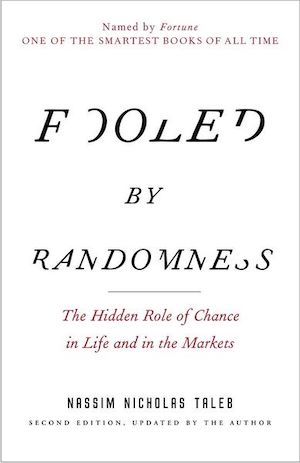 Named by Fortune
ONE OF THE SMARTEST BOOKS OF ALL TIME
FOOLED
BY
RANDOMNESS
The Hidden Role of Chance
in Life and in the Markets
NASSIM NICHOLAS TALEB
SECOND EDITION, UPDATED BY THE AUTHOR